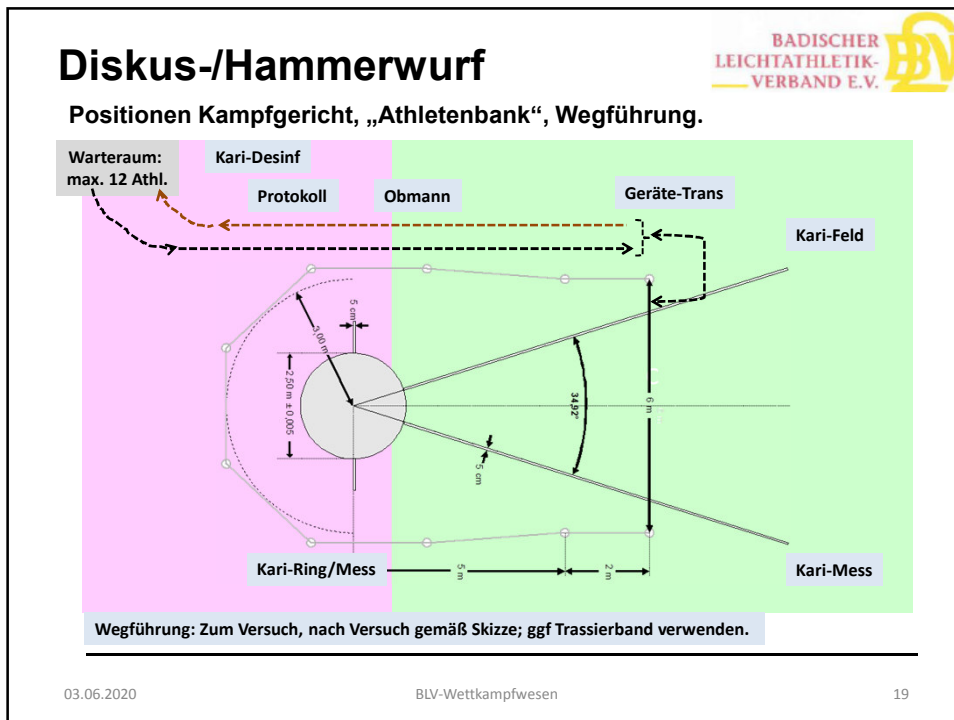 Diskus-/Hammerwurf
BADISCHER
LEICHTATHLETIK-
VERBAND E.V.
BLV
Positionen Kampfgericht, „Athletenbank“, Wegführung.
Warteraum:
max. 12 Athl.
Kari-Desinf
Protokoll
Obmann
Geräte-Trans
Kari-Feld
5 cm
3,00 m
2,50 m ± 0,005
34,92°
6 m
5 cm
Kari-Ring/Mess
5 m
2 m
Kari-Mess
Wegführung: Zum Versuch, nach Versuch gemäß Skizze; ggf Trassierband verwenden.
03.06.2020
BLV-Wettkampfwesen
19